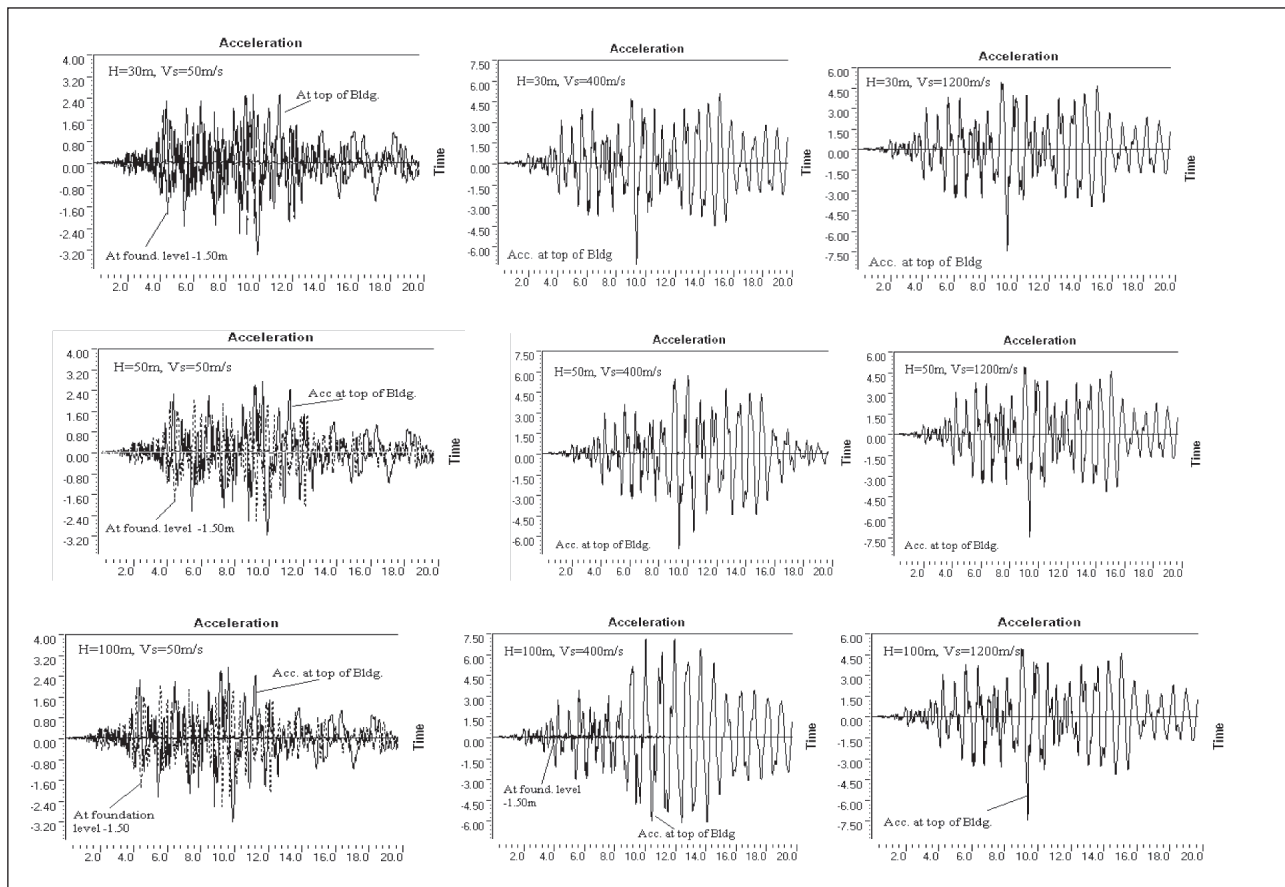 Acceleration
4.00
H=30m, Vs=50m/s
3.20
2.40
At top of Bldg.
1.60
0.80
0.00
-0.80
-1.60
-2.40
At found. level -1.50m
-3.20
Time
2.0 4.0 6.0 8.0 10.0 12.0 14.0 16.0 18.0 20.0
Acceleration
7.50
H=30m, Vs=400m/s
6.00
4.50
3.00
1.50
0.00
-1.50
-3.00
-4.50
-6.00
Acc. at top of Bldg
Time
2.0 4.0 6.0 8.0 10.0 12.0 14.0 16.0 18.0 20.0
Acceleration
6.00
H=30m, Vs=1200m/s
4.50
3.00
1.50
0.00
-1.50
-3.00
-4.50
-6.00
-7.50
Acc. at top of Bldg
Time
2.0 4.0 6.0 8.0 10.0 12.0 14.0 16.0 18.0 20.0
Acceleration
4.00
H=50m, Vs=50m/s
3.20
2.40
Acc at top of Bldg.
1.60
0.80
0.00
-0.80
-1.60
-2.40
At found. level -1.50m
-3.20
Time
2.0 4.0 6.0 8.0 10.0 12.0 14.0 16.0 18.0 20.0
Acceleration
7.50
H=50m, Vs=400m/s
6.00
4.50
3.00
1.50
0.00
-1.50
-3.00
-4.50
-6.00
Acc. at top of Bldg.
Time
2.0 4.0 6.0 8.0 10.0 12.0 14.0 16.0 18.0 20.0
Acceleration
6.00
H=50m, Vs=1200m/s
4.50
3.00
1.50
0.00
-1.50
-3.00
-4.50
-6.00
-7.50
Acc. at top of Bldg.
Time
2.0 4.0 6.0 8.0 10.0 12.0 14.0 16.0 18.0 20.0
Acceleration
4.00
H=100m, Vs=50m/s
3.20
2.40
Acc. at top of Bldg.
1.60
0.80
0.00
-0.80
-1.60
-2.40
At foundation
level -1.50
-3.20
Time
2.0 4.0 6.0 8.0 10.0 12.0 14.0 16.0 18.0 20.0
Acceleration
7.50
H=100m, Vs=400m/s
6.00
4.50
3.00
1.50
0.00
-1.50
-3.00
At found. level
-1.50m
-4.50
-6.00
Acc. at top of Bldg
Time
2.0 4.0 6.0 8.0 10.0 12.0 14.0 16.0 18.0 20.0
Acceleration
6.00
H=100m, Vs=1200m/s
4.50
3.00
1.50
0.00
-1.50
-3.00
-4.50
-6.00
-7.50
Acc. at top of Bldg.
Time
2.0 4.0 6.0 8.0 10.0 12.0 14.0 16.0 18.0 20.0